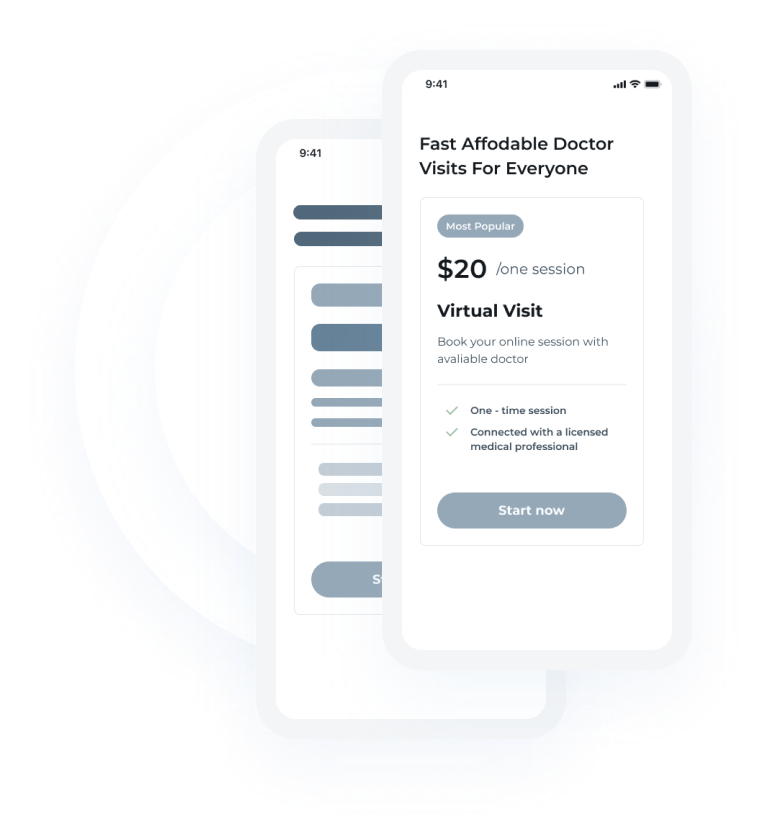 9:41
Fast Affodable Doctor
Visits For Everyone
Most Popular
$20 /one session
Virtual Visit
Book your online session with
avaliable doctor
One - time session
Connected with a licensed
medical professional
Start now
9:41